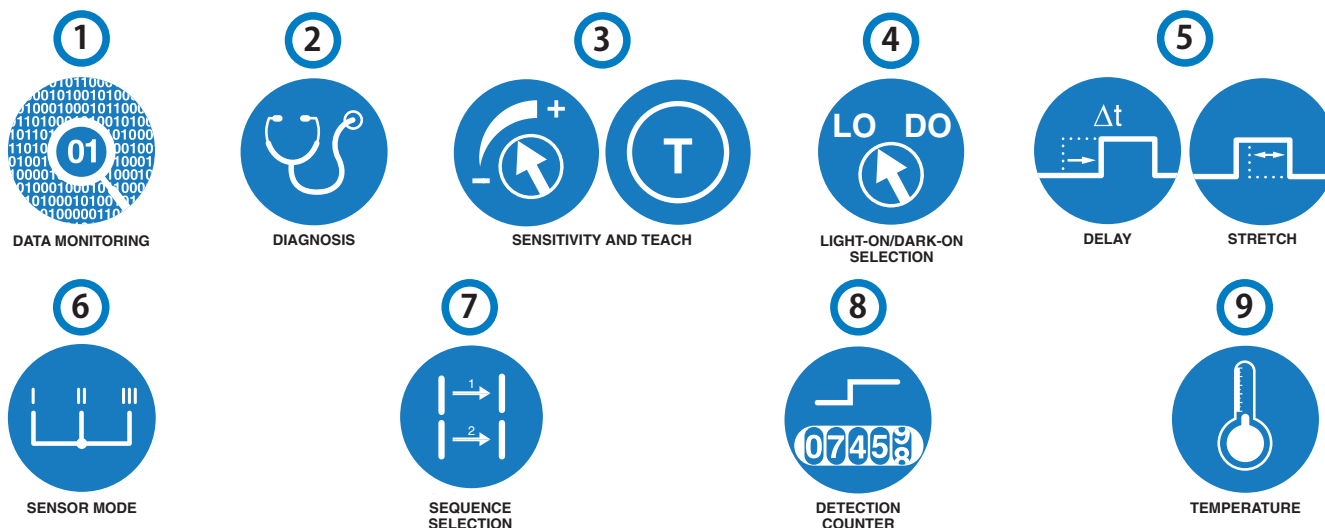 1
2
3
4
5
01
+
-
T
LO DO
Δt
DATA MONITORING
DIAGNOSIS
SENSITIVITY AND TEACH
LIGHT-ON/DARK-ON
SELECTION
DELAY
STRETCH
6
7
8
9
I II III
1
2
0745
9
8
SENSOR MODE
SEQUENCE
SELECTION
DETECTION
COUNTER
TEMPERATURE